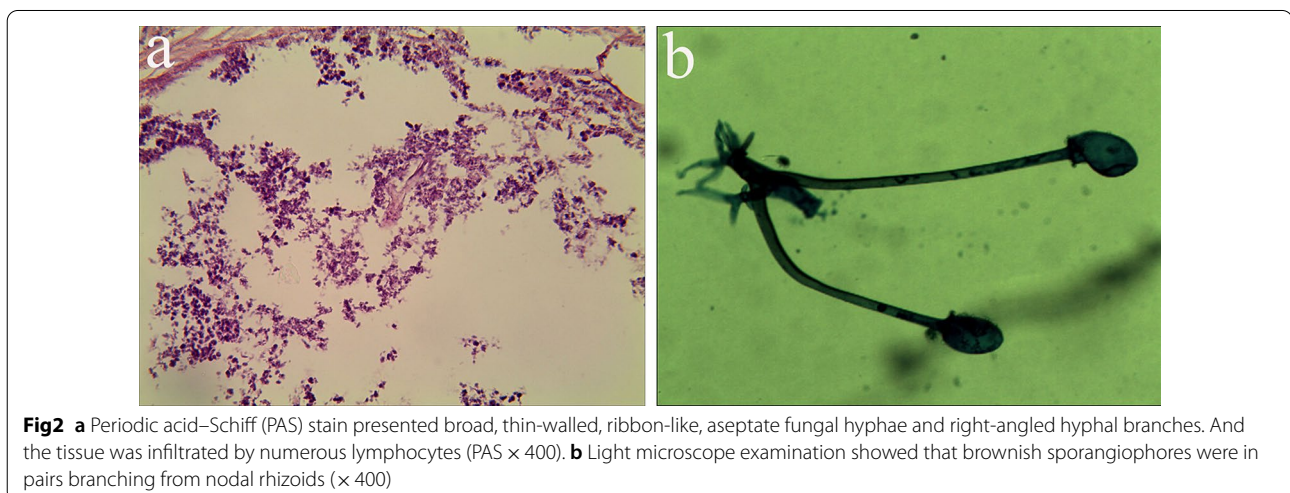 a
b
Fig2 a Periodic acid–Schiff (PAS) stain presented broad, thin-walled, ribbon-like, aseptate fungal hyphae and right-angled hyphal branches. And
the tissue was infiltrated by numerous lymphocytes (PAS × 400). b Light microscope examination showed that brownish sporangiophores were in
pairs branching from nodal rhizoids (× 400)